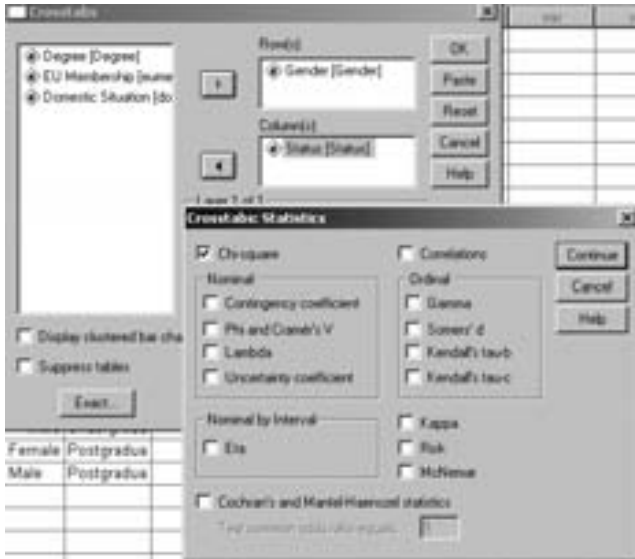 Crosstabs
Degree [Degree]
EU Membership [eume
Domestic Situation [do
Row(s):
Gender [Gender]
Column(s):
Status [Status]
OK
Paste
Reset
Cancel
Help
Layer 1 of 1
Display clustered bar cha
Suppress tables
Exact...
Female Postgradua
Male Postgradua
var
Crosstabs: Statistics
Chi-square
Correlations
Continue
Cancel
Help
Nominal
Contingency coefficient
Phi and Cramér's V
Lambda
Uncertainty coefficient
Ordinal
Gamma
Somers' d
Kendall's tau-b
Kendall's tau-c
Nominal by Interval
Eta
Kappa
Risk
McNemar
Cochran's and Mantel-Haenszel statistics
Test common odds ratio equals: